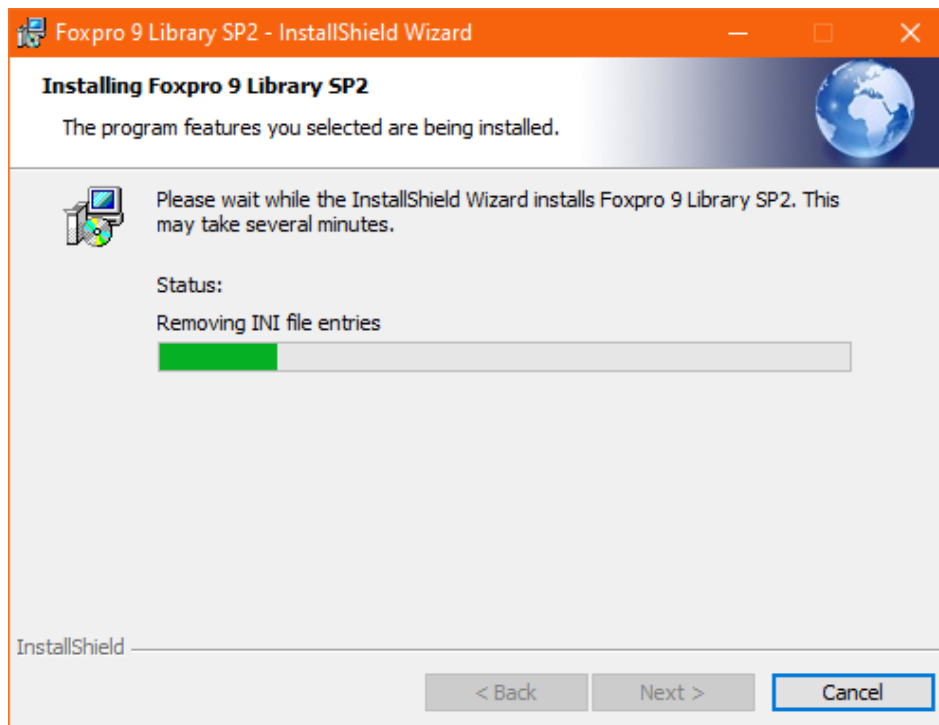 Foxpro 9 Library SP2 - InstallShield Wizard
Installing Foxpro 9 Library SP2
The program features you selected are being installed.
Please wait while the InstallShield Wizard installs Foxpro 9 Library SP2. This
may take several minutes.
Status:
Removing INI file entries
InstallShield
< Back
Next >
Cancel